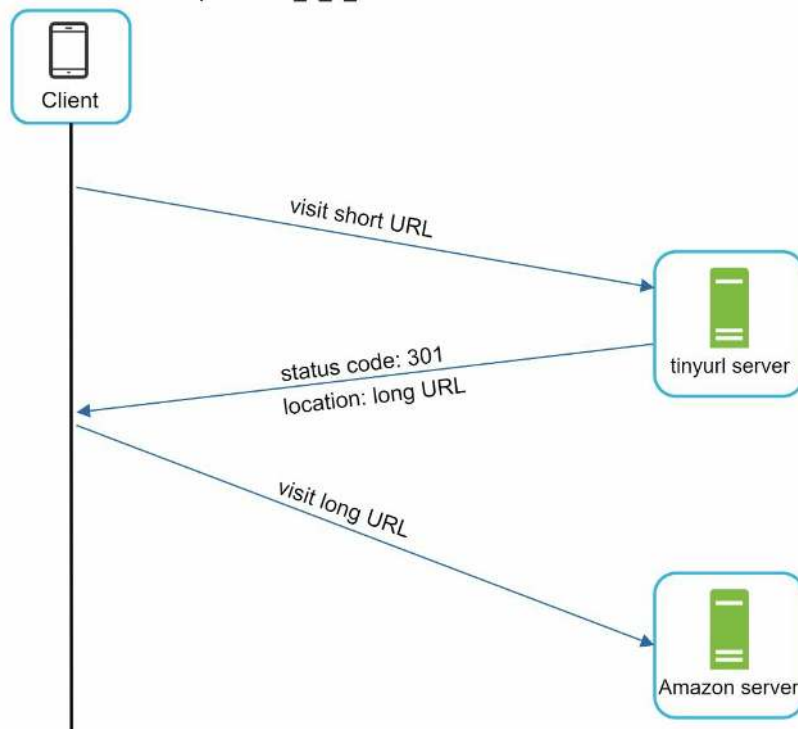 Client
visit short URL
tinyurl server
status code: 301
location: long URL
visit long URL
Amazon server